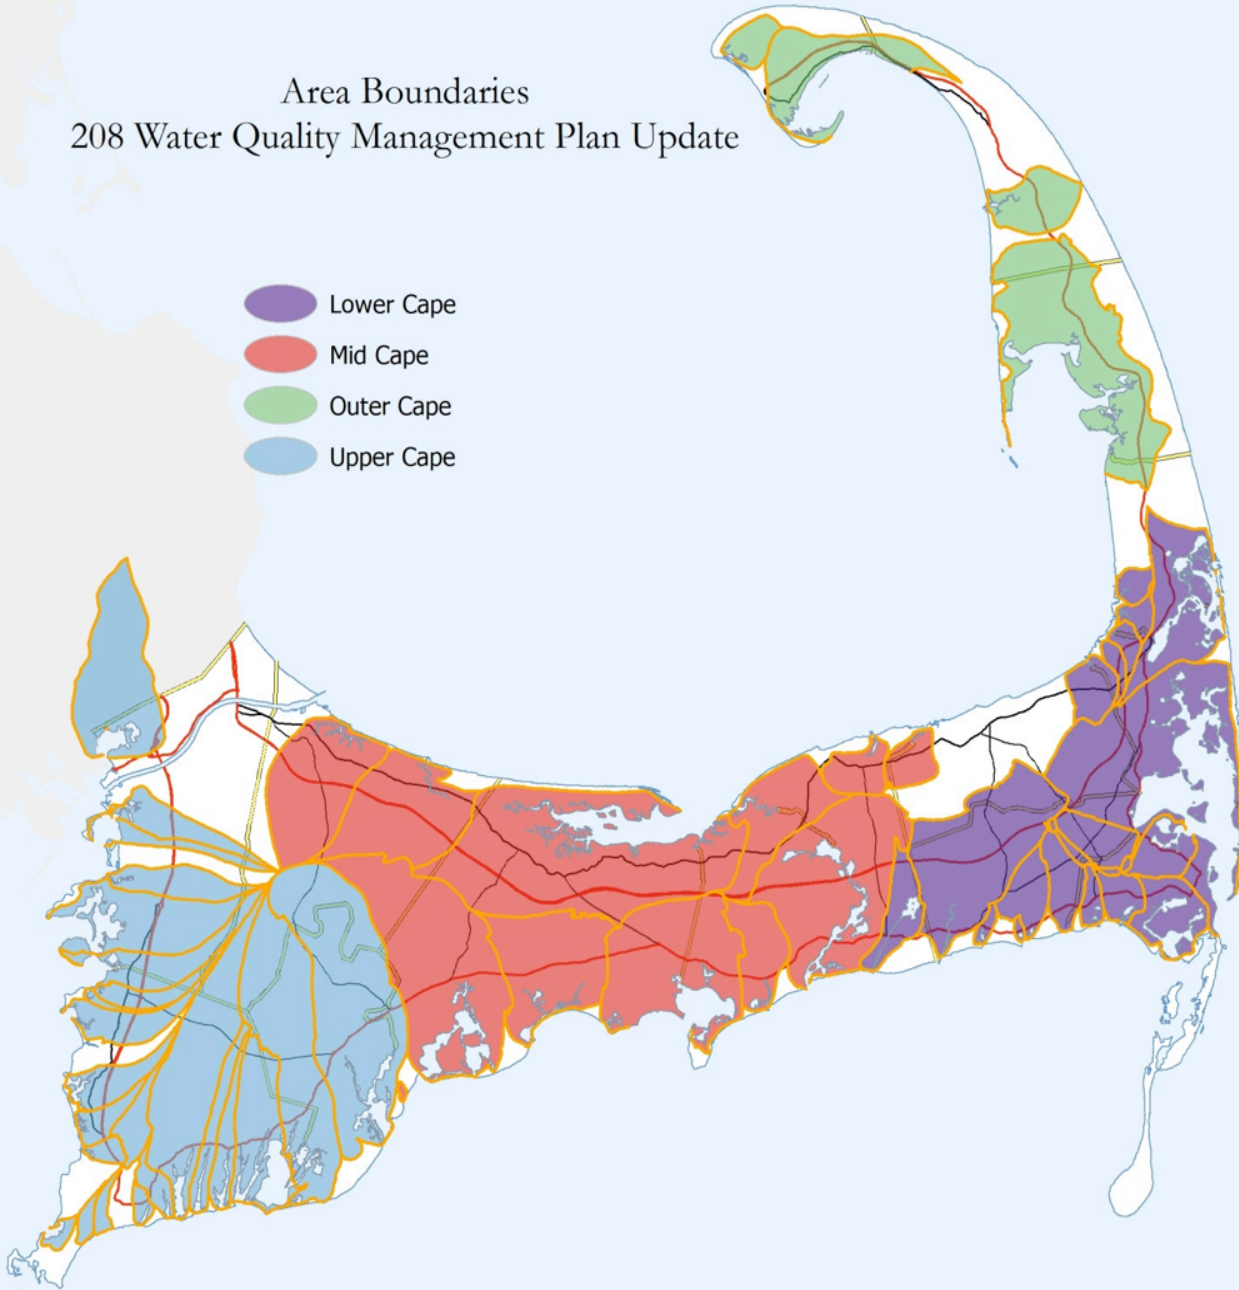 Area Boundaries
208 Water Quality Management Plan Update
Lower Cape
Mid Cape
Outer Cape
Upper Cape